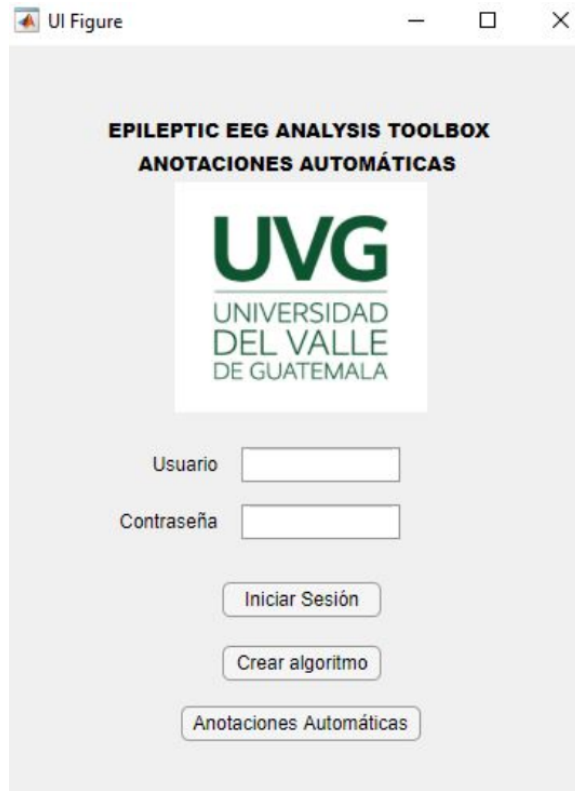 UI Figure
EPILEPTIC EEG ANALYSIS TOOLBOX
ANOTACIONES AUTOMÁTICAS
UVG
UNIVERSIDAD
DEL VALLE
DE GUATEMALA
Usuario
Contraseña
Iniciar Sesión
Crear algoritmo
Anotaciones Automáticas